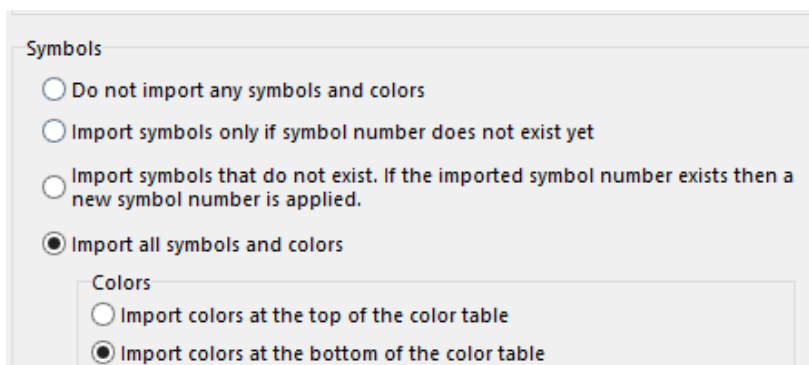 Symbols
Do not import any symbols and colors
Import symbols only if symbol number does not exist yet
Import symbols that do not exist. If the imported symbol number exists then a
new symbol number is applied.
Import all symbols and colors
Colors
Import colors at the top of the color table
Import colors at the bottom of the color table